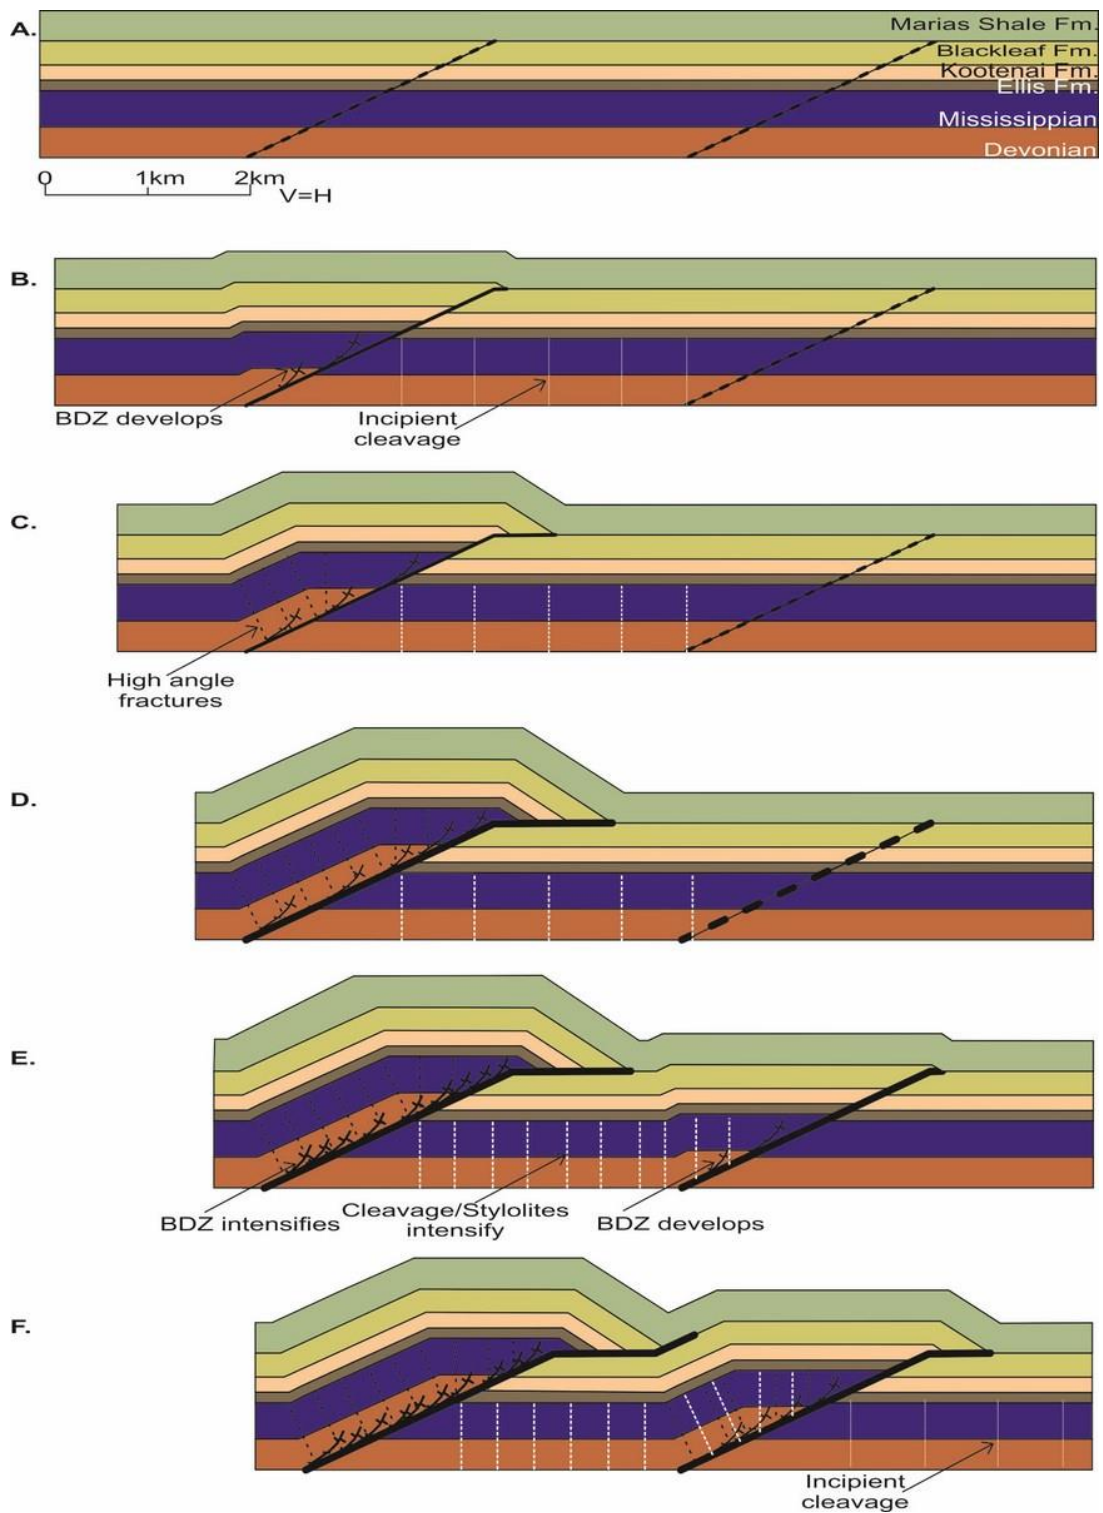 A.
Marias Shale Fm.
Blackleaf Fm.
Kootenai Fm.
Ellis Fm.
Mississippian
Devonian
0 1km 2km
V=H
B.
BDZ develops
Incipient
cleavage
C.
High angle
fractures
D.
E.
BDZ intensifies
Cleavage/Stylolites
intensify
BDZ develops
F.
Incipient
cleavage